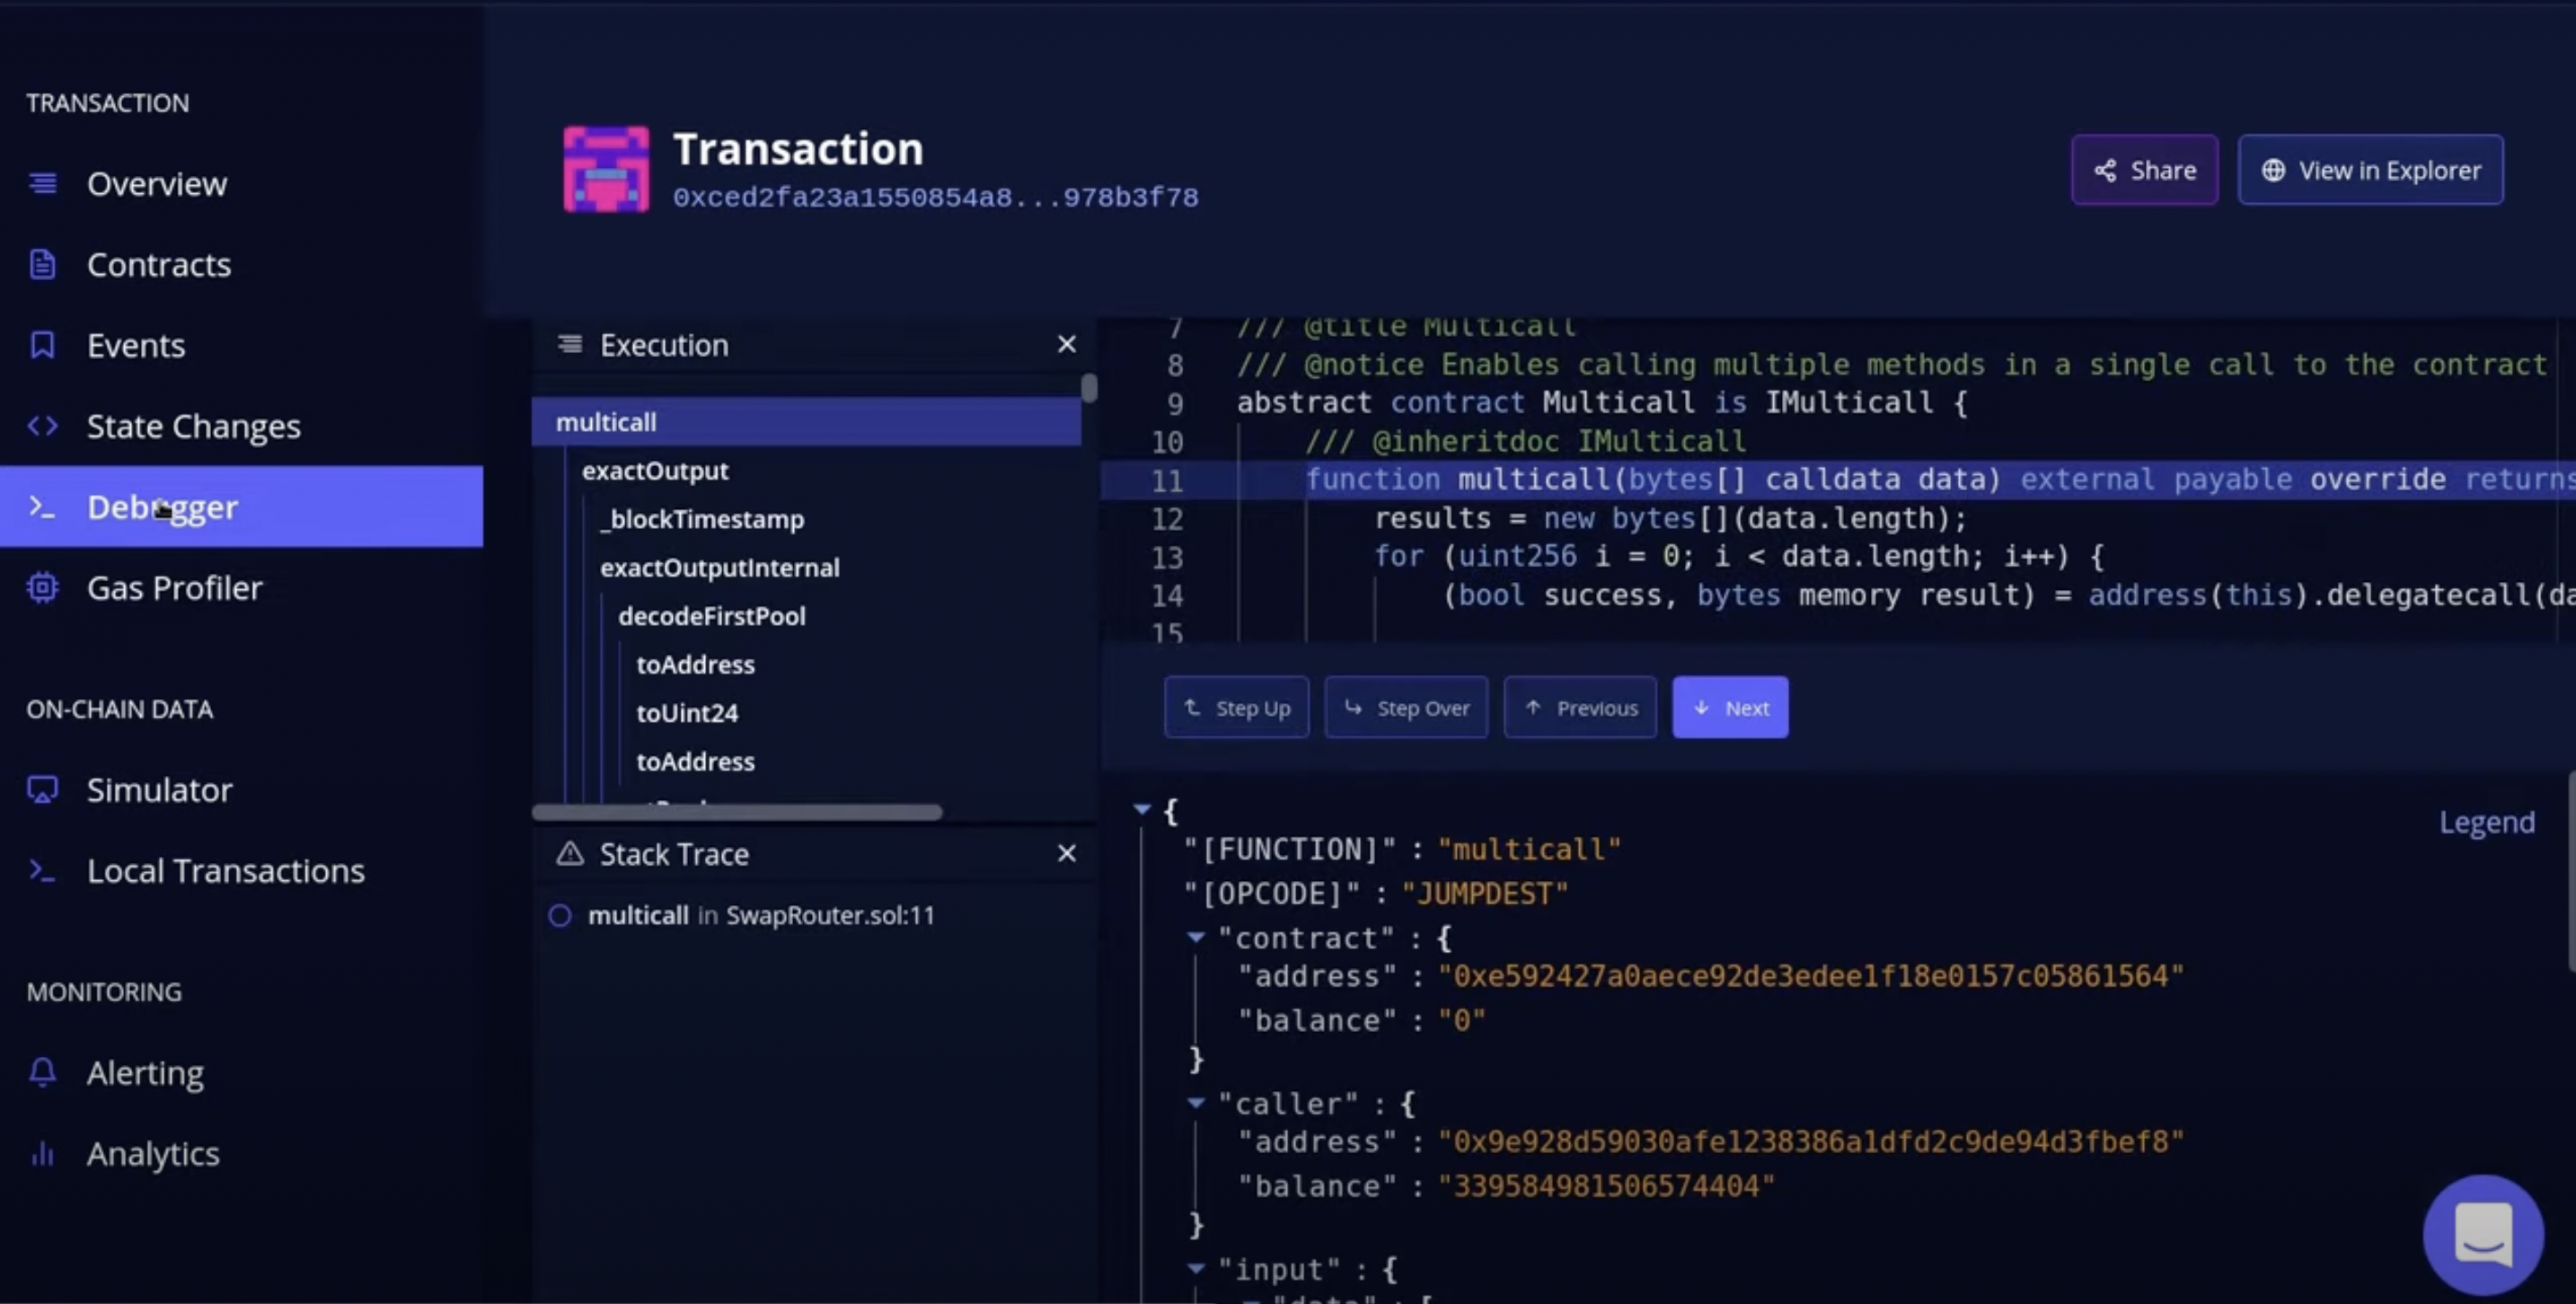 TRANSACTION
Overview
Contracts
Events
State Changes
Debugger
Gas Profiler
ON-CHAIN DATA
Simulator
Local Transactions
MONITORING
Alerting
Analytics
Transaction
0xced2fa23a1550854a8...978b3f78
Share
View in Explorer
Execution
multicall
exactOutput
_blockTimestamp
exactOutputInternal
decodeFirstPool
toAddress
toUint24
toAddress
Stack Trace
multicall in SwapRouter.sol:11
7 /// @title Multicall
8 /// @notice Enables calling multiple methods in a single call to the contract
9 abstract contract Multicall is IMulticall {
10 /// @inheritdoc IMulticall
11 function multicall(bytes[] calldata data) external payable override returns
12 results = new bytes[](data.length);
13 for (uint256 i = 0; i < data.length; i++) {
14 (bool success, bytes memory result) = address(this).delegatecall(da
15
Step Up
Step Over
Previous
Next
Legend
{
"[FUNCTION]" : "multicall"
"[OPCODE]" : "JUMPDEST"
"contract" : {
"address" : "0xe592427a0aece92de3edee1f18e0157c05861564"
"balance" : "0"
}
"caller" : {
"address" : "0x9e928d59030afe1238386a1dfd2c9de94d3fbef8"
"balance" : "339584981506574404"
}
"input" : {
"data" : [